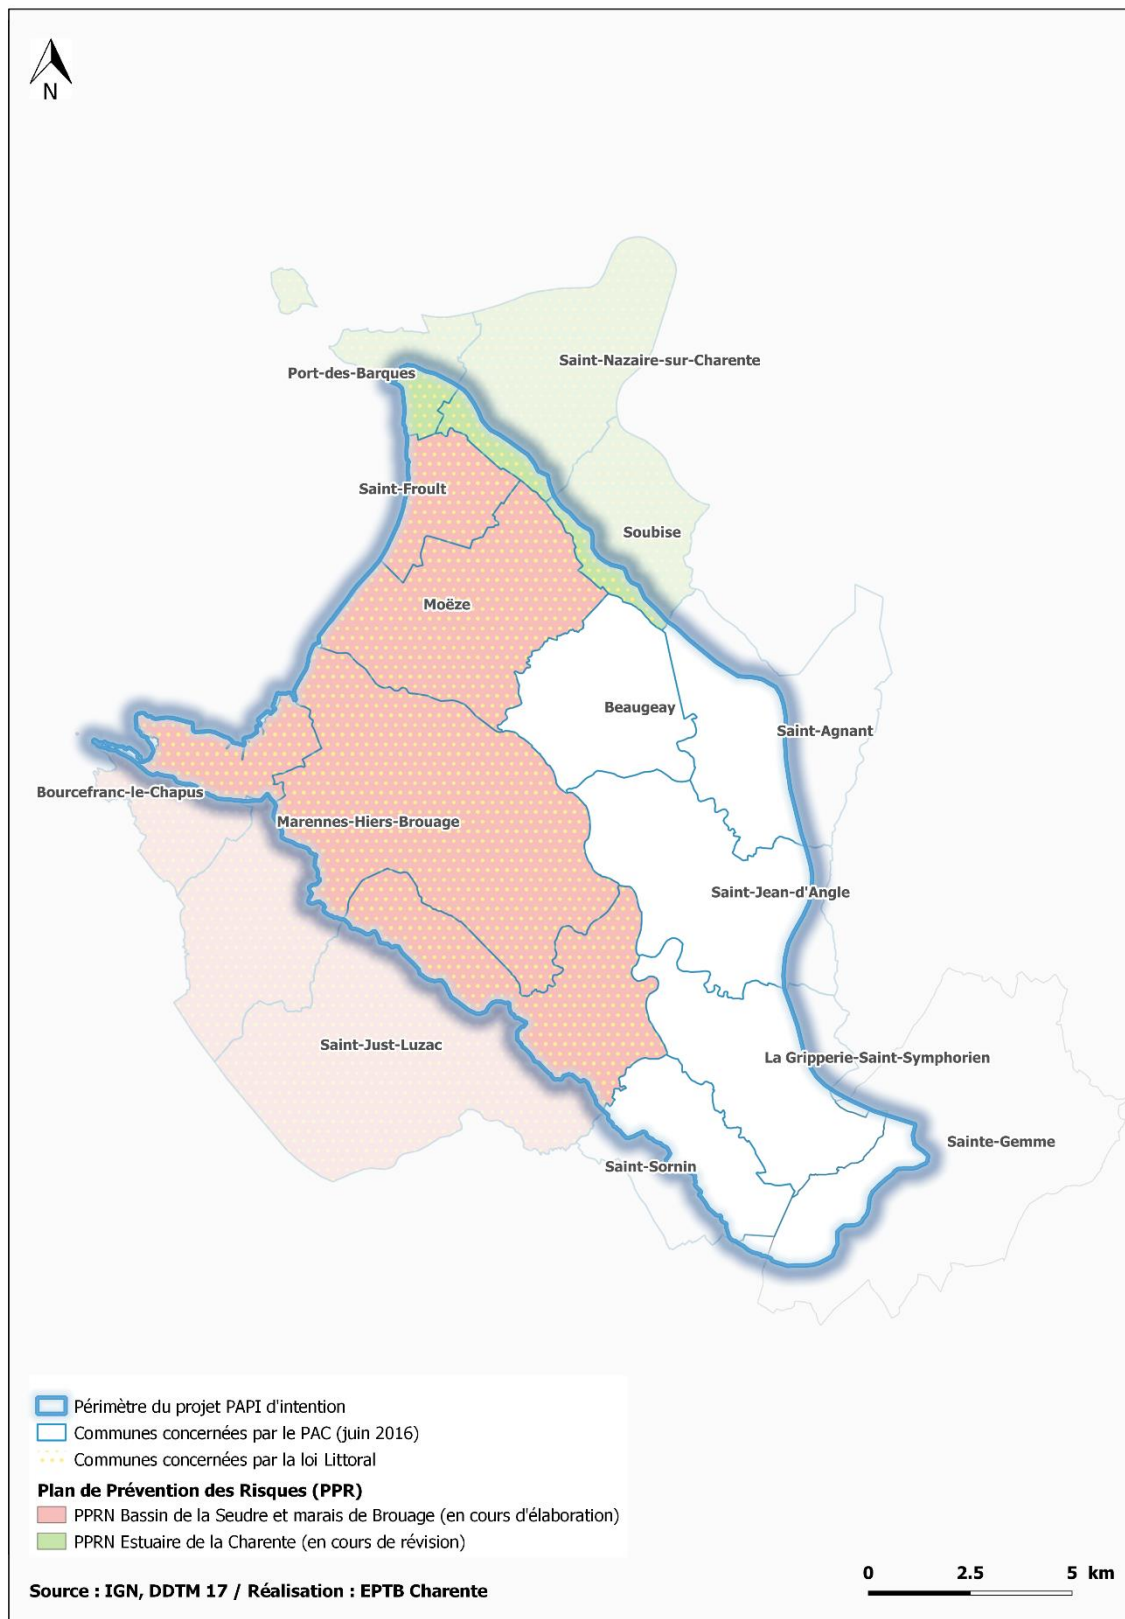 N
Saint-Nazaire-sur-Charente
Port-des-Barques
Saint-Froult
Soubise
Moëze
Beaugeay
Saint-Agnant
Bourcefranc-le-Chapus
Marennes-Hiers-Brouage
Saint-Jean-d'Angle
Saint-Just-Luzac
La Gripperie-Saint-Symphorien
Sainte-Gemme
Saint-Sornin
Périmètre du projet PAPI d'intention
Communes concernées par le PAC (juin 2016)
Communes concernées par la loi Littoral
Plan de Prévention des Risques (PPR)
PPRN Bassin de la Seudre et marais de Brouage (en cours d'élaboration)
PPRN Estuaire de la Charente (en cours de révision)
Source : IGN, DDTM 17 / Réalisation : EPTB Charente
0 2.5 5 km